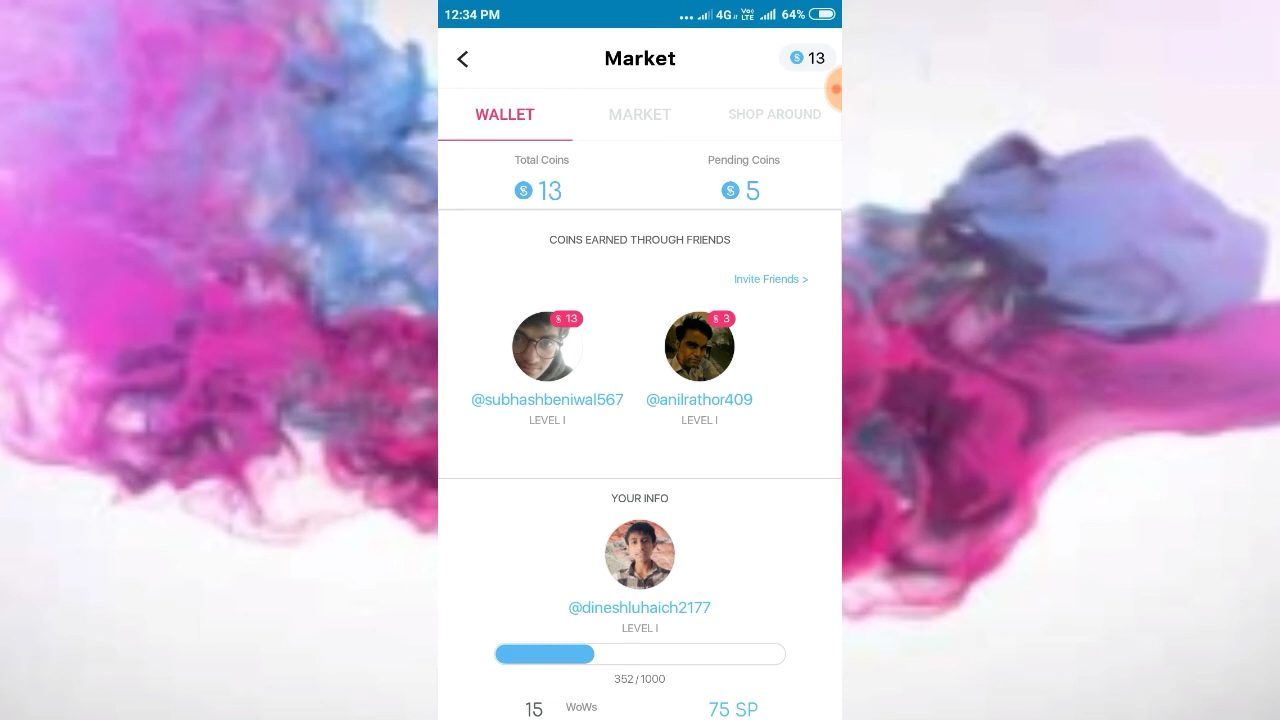 12:34 PM 4G Vo LTE 64%
Market 13
WALLET MARKET SHOP AROUND
Total Coins Pending Coins
$ 13 $ 5
COINS EARNED THROUGH FRIENDS
Invite Friends >
$ 13 $ 3
@subhashbeniwal567 @anilrathor409
LEVEL I LEVEL I
YOUR INFO
@dineshluhaich2177
LEVEL I
352 / 1000
15 WoWs 75 SP